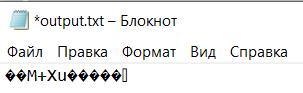 *output.txt – Блокнот
Файл Правка Формат Вид Справка
��M+Xu�����▯